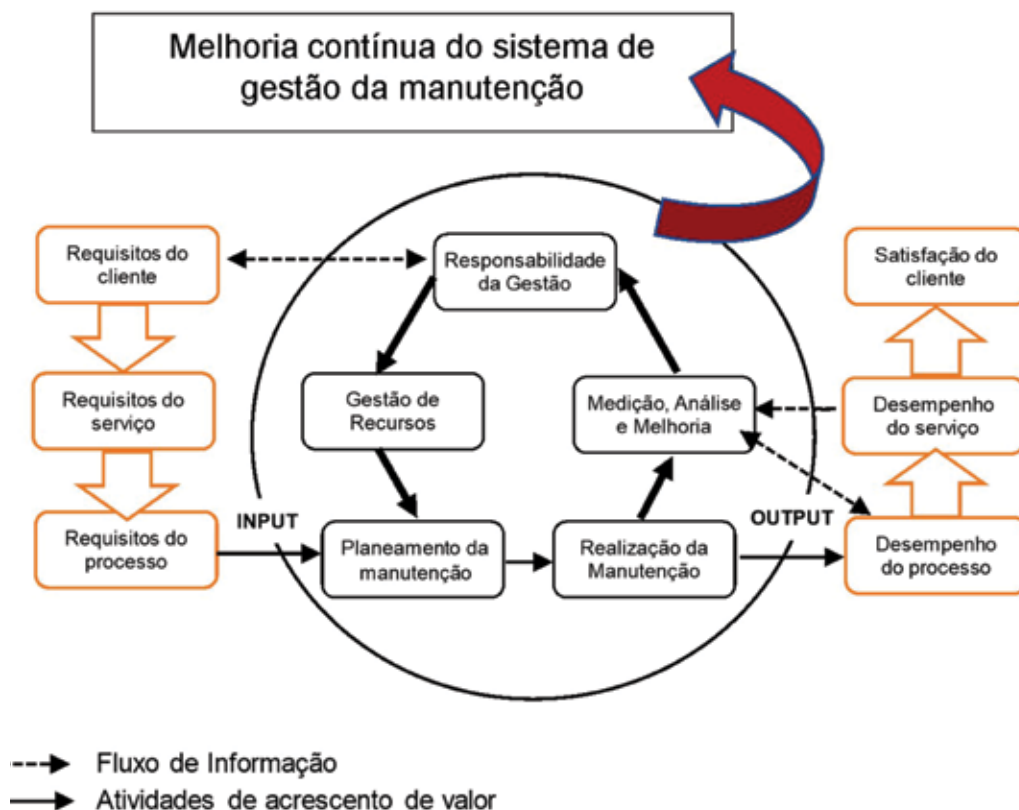 Melhoria contínua do sistema de
gestão da manutenção
Requisitos do
cliente
Responsabilidade
da Gestão
Satisfação do
cliente
Requisitos do
serviço
Gestão de
Recursos
Medição, Análise
e Melhoria
Desempenho
do serviço
INPUT
OUTPUT
Requisitos do
processo
Planeamento da
manutenção
Realização da
Manutenção
Desempenho
do processo
Fluxo de Informação
Atividades de acrescento de valor